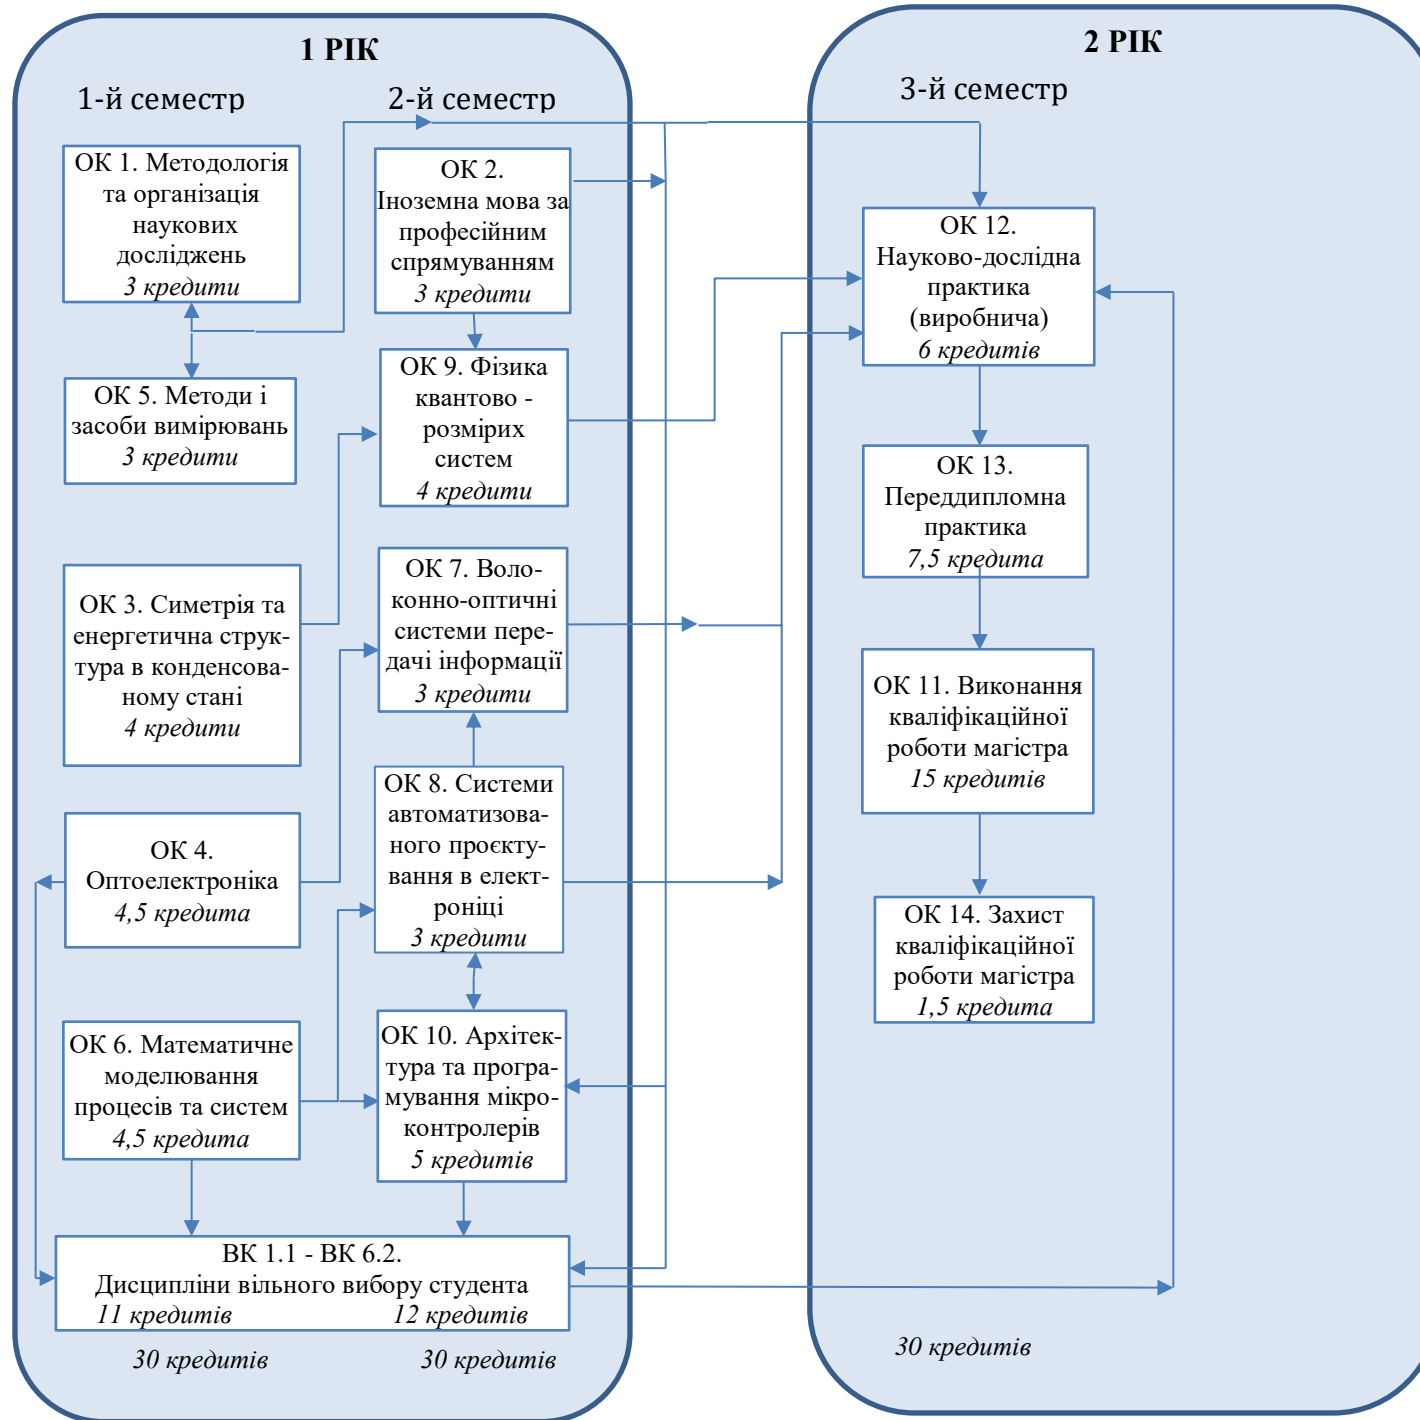 1 РІК
1-й семестр
2-й семестр
ОК 1. Методологія
та організація
наукових
досліджень
3 кредити
ОК 5. Методи і
засоби вимірювань
3 кредити
ОК 3. Симетрія та
енергетична струк-
тура в конденсова-
ному стані
4 кредити
ОК 4.
Оптоелектроніка
4,5 кредита
ОК 6. Математичне
моделювання
процесів та систем
4,5 кредита
ОК 2.
Іноземна мова за
професійним
спрямуванням
3 кредити
ОК 9. Фізика
квантово -
розмірих
систем
4 кредити
ОК 7. Воло-
конно-оптичні
системи пере-
дачі інформації
3 кредити
ОК 8. Системи
автоматизова-
ного проєкту-
вання в елект-
роніці
3 кредити
ОК 10. Архітек-
тура та програ-
мування мікро-
контролерів
5 кредитів
ВК 1.1 - ВК 6.2.
Дисципліни вільного вибору студента
11 кредитів 12 кредитів
30 кредитів 30 кредитів
2 РІК
3-й семестр
ОК 12.
Науково-дослідна
практика
(виробнича)
6 кредитів
ОК 13.
Переддипломна
практика
7,5 кредита
ОК 11. Виконання
кваліфікаційної
роботи магістра
15 кредитів
ОК 14. Захист
кваліфікаційної
роботи магістра
1,5 кредита
30 кредитів